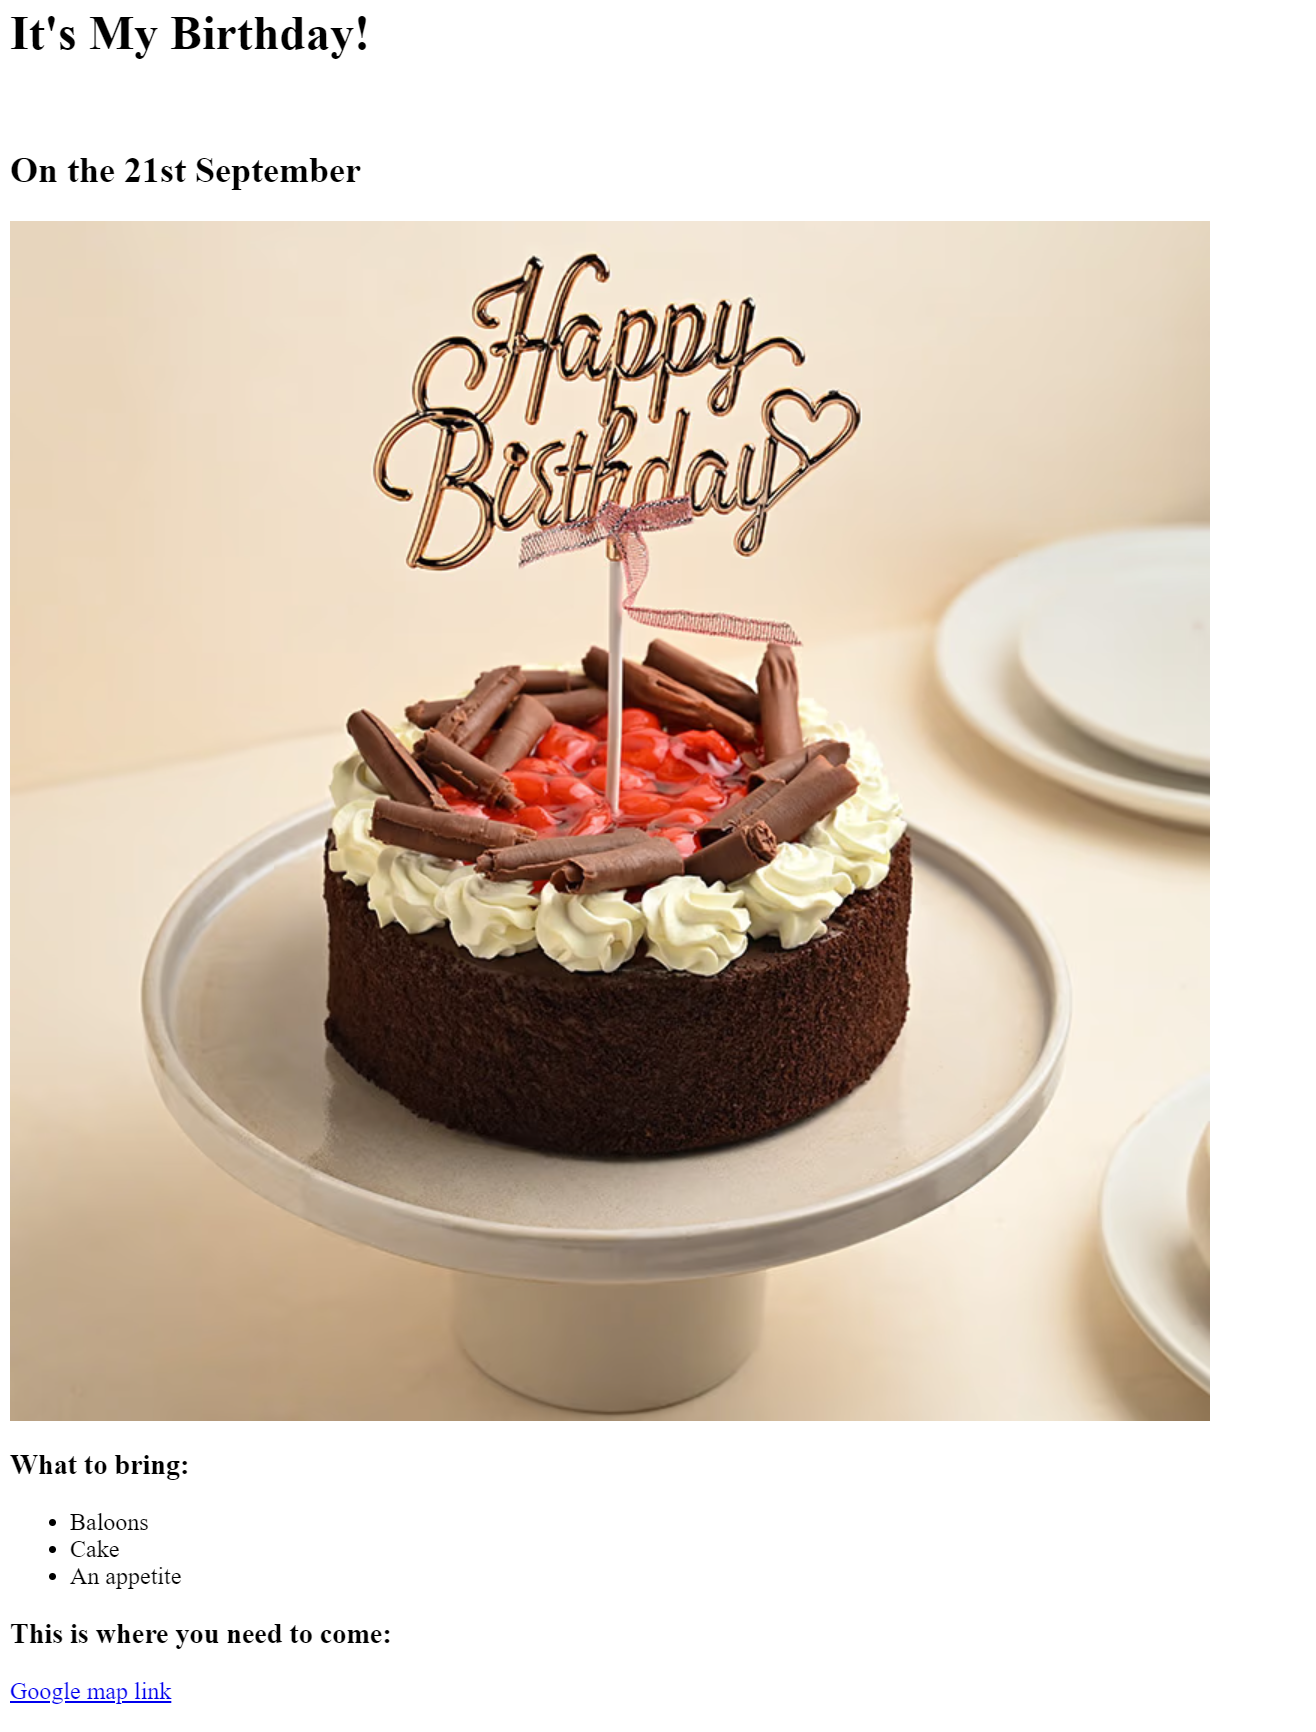 It's My Birthday!
On the 21st September
Happy
Birthday
What to bring:
Baloons
Cake
An appetite
This is where you need to come:
Google map link